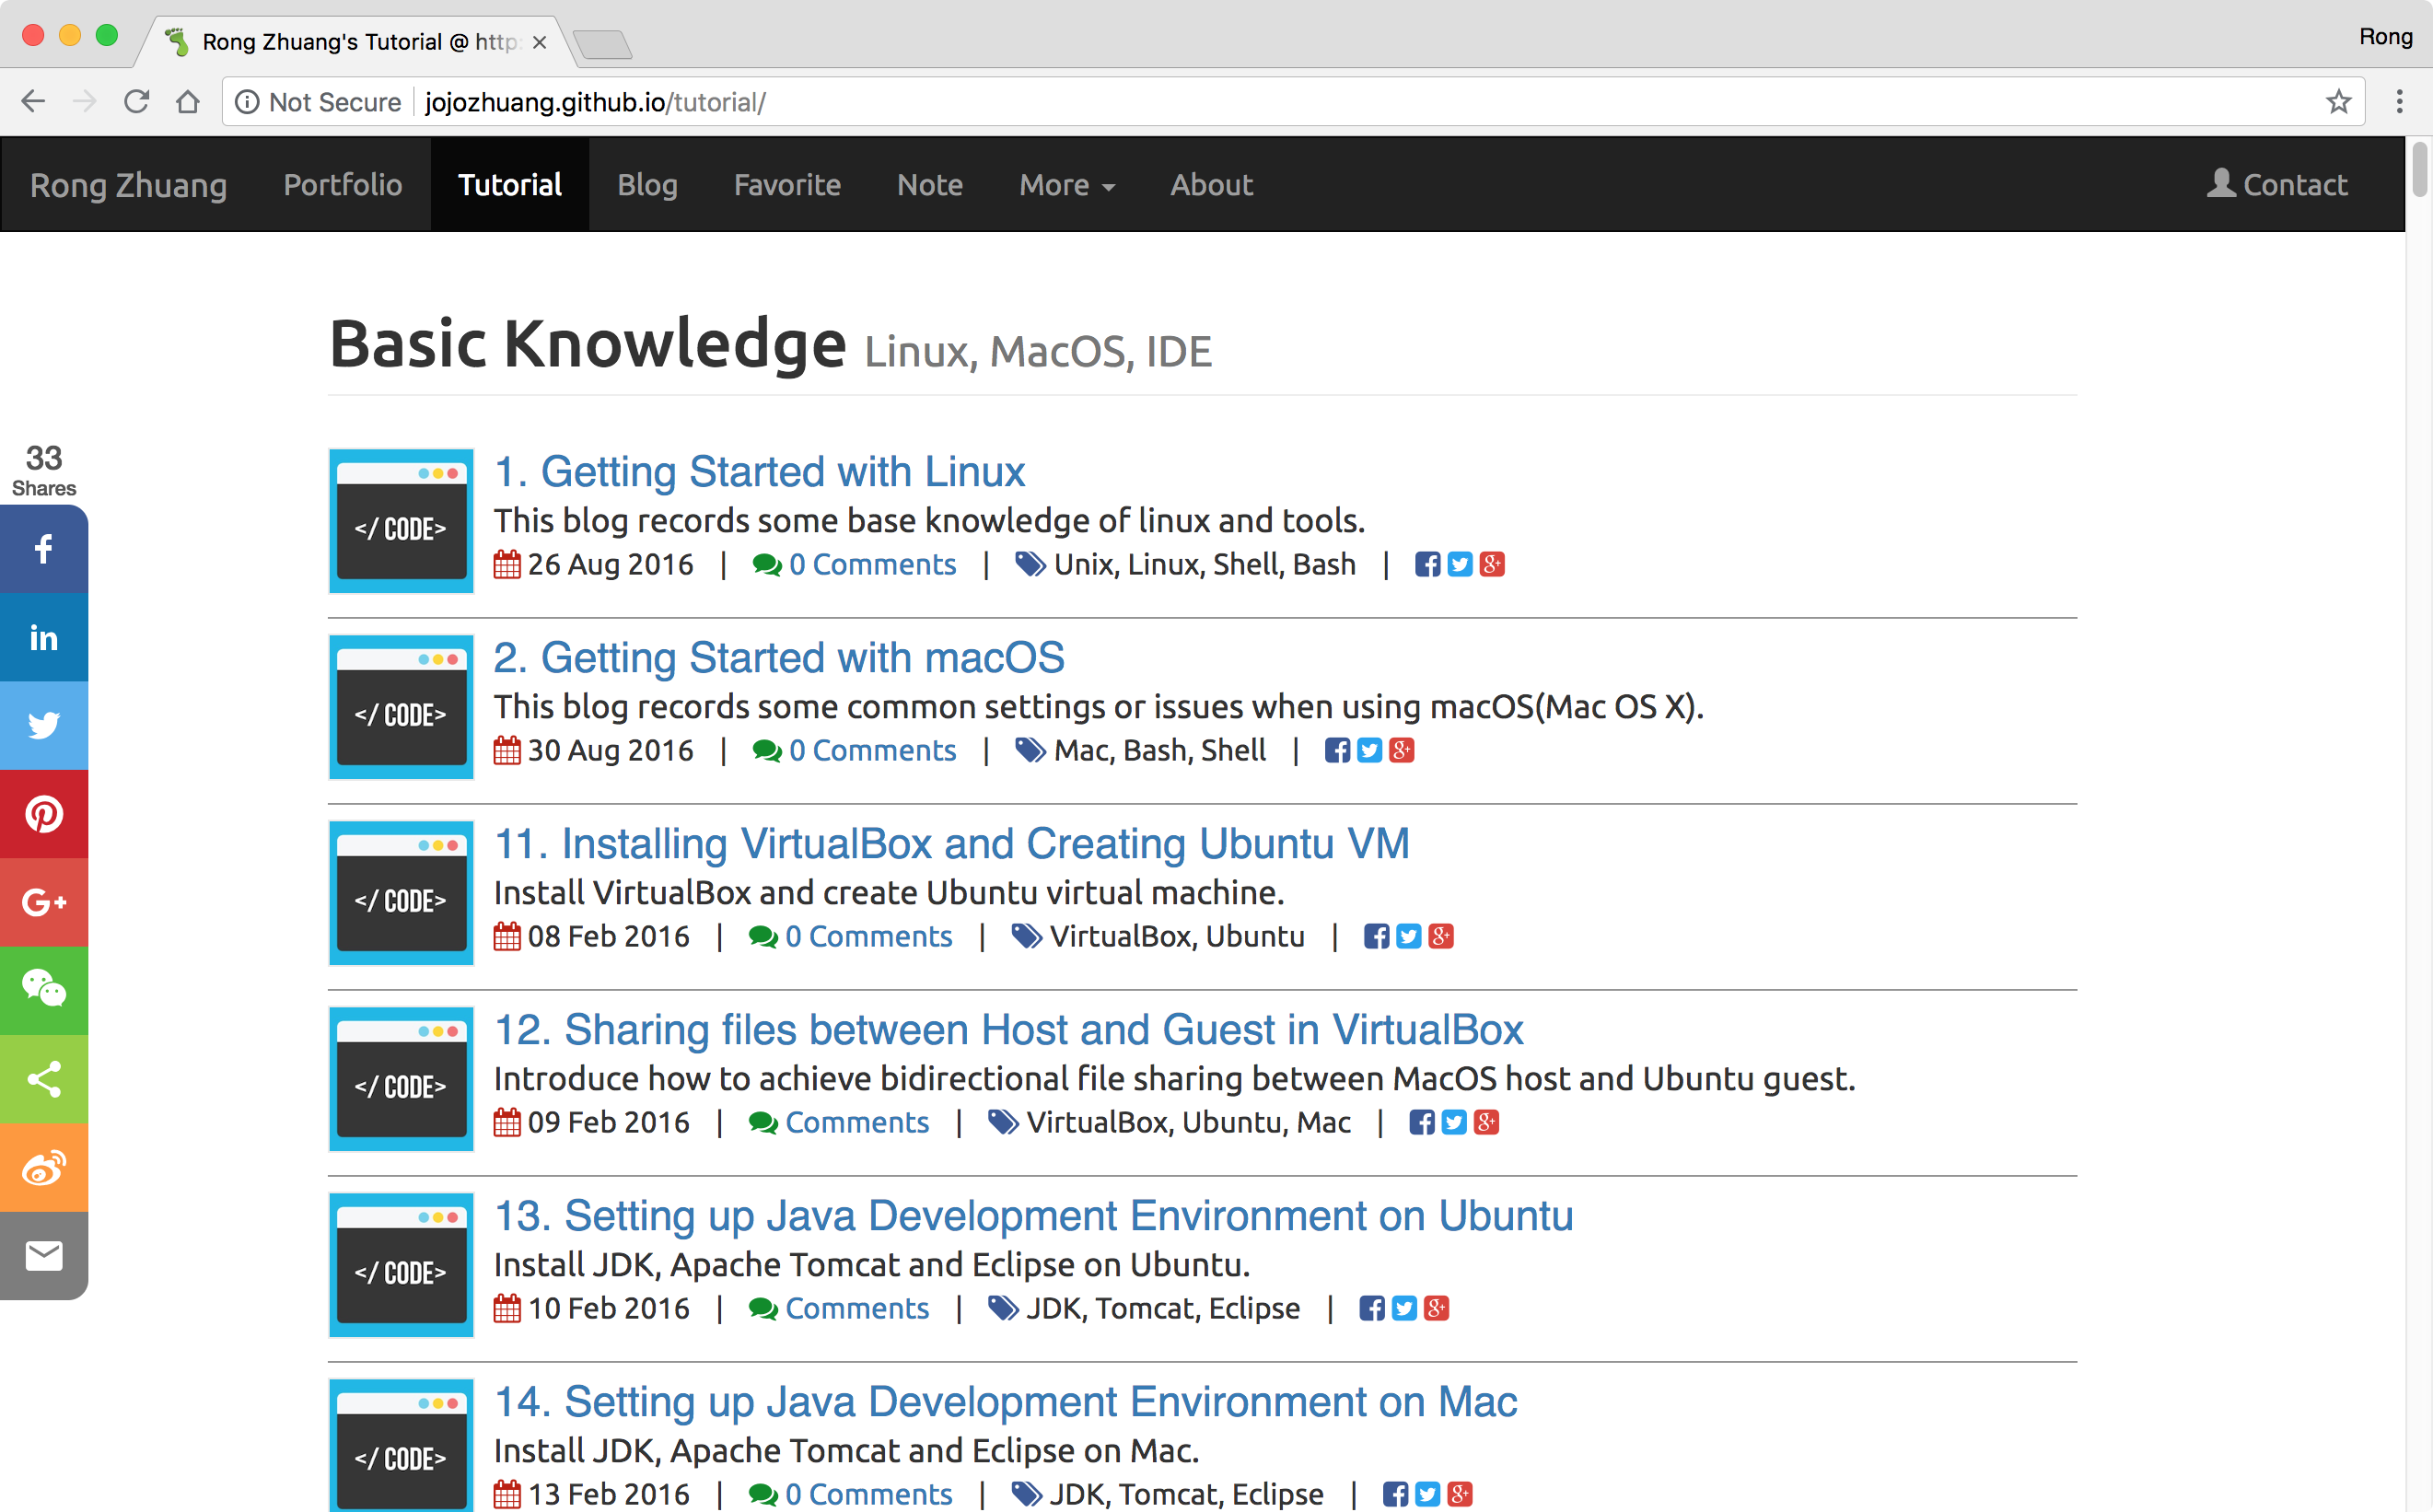 Rong Zhuang's Tutorial @ http:
Rong
Not Secure jojozhuang.github.io/tutorial/
Rong Zhuang Portfolio Tutorial Blog Favorite Note More About Contact
Basic Knowledge Linux, MacOS, IDE
33
Shares
f
in
G+
</ CODE>
1. Getting Started with Linux
This blog records some base knowledge of linux and tools.
26 Aug 2016 | 0 Comments | Unix, Linux, Shell, Bash |
</ CODE>
2. Getting Started with macOS
This blog records some common settings or issues when using macOS(Mac OS X).
30 Aug 2016 | 0 Comments | Mac, Bash, Shell |
</ CODE>
11. Installing VirtualBox and Creating Ubuntu VM
Install VirtualBox and create Ubuntu virtual machine.
08 Feb 2016 | 0 Comments | VirtualBox, Ubuntu |
</ CODE>
12. Sharing files between Host and Guest in VirtualBox
Introduce how to achieve bidirectional file sharing between MacOS host and Ubuntu guest.
09 Feb 2016 | Comments | VirtualBox, Ubuntu, Mac |
</ CODE>
13. Setting up Java Development Environment on Ubuntu
Install JDK, Apache Tomcat and Eclipse on Ubuntu.
10 Feb 2016 | Comments | JDK, Tomcat, Eclipse |
</ CODE>
14. Setting up Java Development Environment on Mac
Install JDK, Apache Tomcat and Eclipse on Mac.
13 Feb 2016 | 0 Comments | JDK, Tomcat, Eclipse |